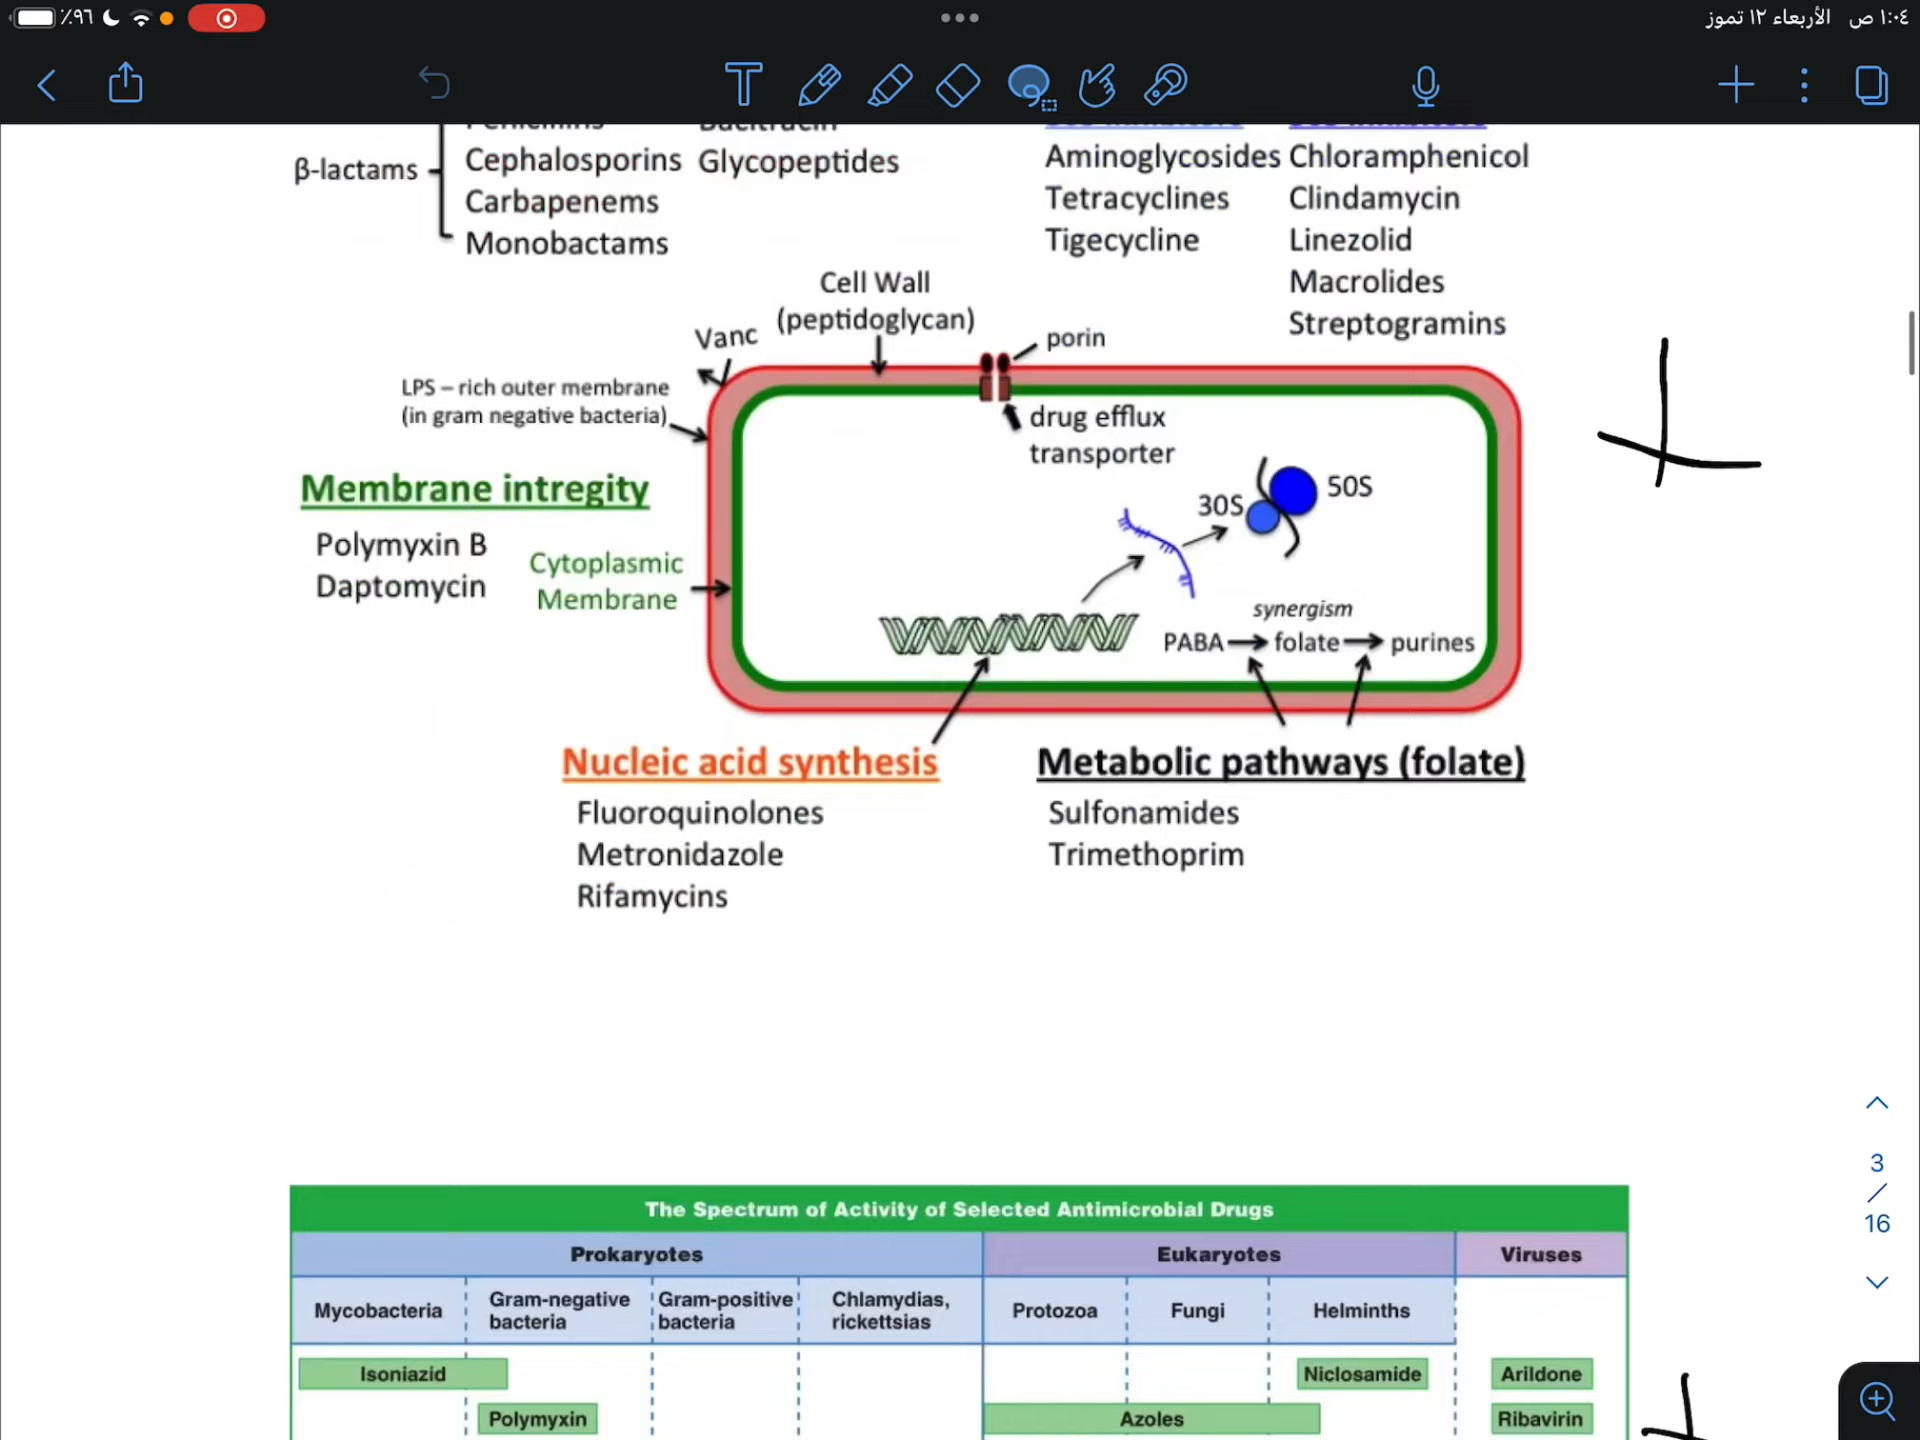 ٪٩٦
١:٠٤ ص الأربعاء ١٢ تموز
T
β-lactams
Penicillins
Cephalosporins
Carbapenems
Monobactams
Bacitracin
Glycopeptides
Aminoglycosides
Tetracyclines
Tigecycline
Chloramphenicol
Clindamycin
Linezolid
Macrolides
Streptogramins
Cell Wall
(peptidoglycan)
Vanc
porin
LPS – rich outer membrane
(in gram negative bacteria)
drug efflux
transporter
Membrane intregity
Polymyxin B
Daptomycin
Cytoplasmic
Membrane
30S
50S
synergism
PABA folate purines
Nucleic acid synthesis
Fluoroquinolones
Metronidazole
Rifamycins
Metabolic pathways (folate)
Sulfonamides
Trimethoprim
3
/
16
The Spectrum of Activity of Selected Antimicrobial Drugs
Prokaryotes Eukaryotes Viruses
Mycobacteria
Gram-negative
bacteria
Gram-positive
bacteria
Chlamydias,
rickettsias
Protozoa
Fungi
Helminths
Isoniazid Niclosamide Arildone
Polymyxin Azoles Ribavirin